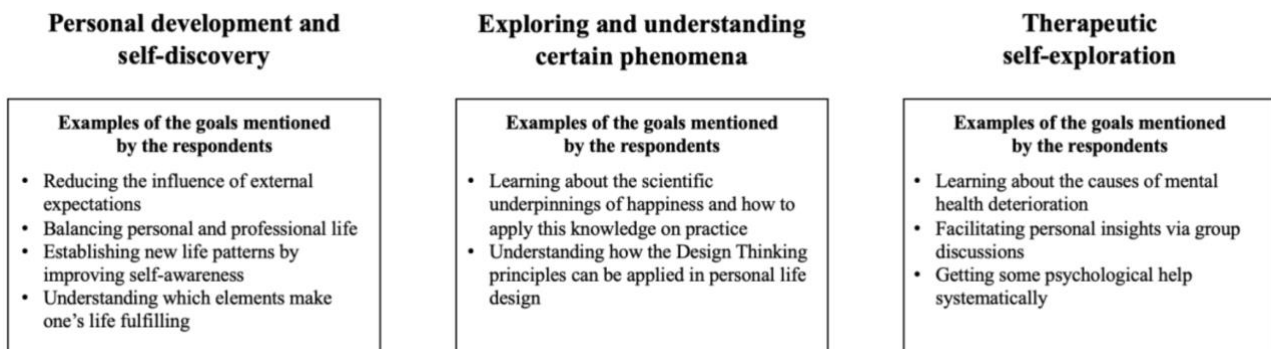 Personal development and
self-discovery
Examples of the goals mentioned
by the respondents
• Reducing the influence of external
expectations
• Balancing personal and professional life
• Establishing new life patterns by
improving self-awareness
• Understanding which elements make
one's life fulfilling
Exploring and understanding
certain phenomena
Examples of the goals mentioned
by the respondents
• Learning about the scientific
underpinnings of happiness and how to
apply this knowledge on practice
• Understanding how the Design Thinking
principles can be applied in personal life
design
Therapeutic
self-exploration
Examples of the goals mentioned
by the respondents
• Learning about the causes of mental
health deterioration
• Facilitating personal insights via group
discussions
• Getting some psychological help
systematically